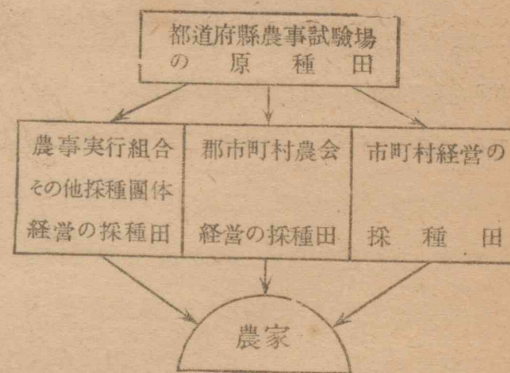 都道府縣農事試驗場
の原種田
農事実行組合
その他採種團体
経営の採種田
郡市町村農会
経営の採種田
市町村経営の
採種田
農家